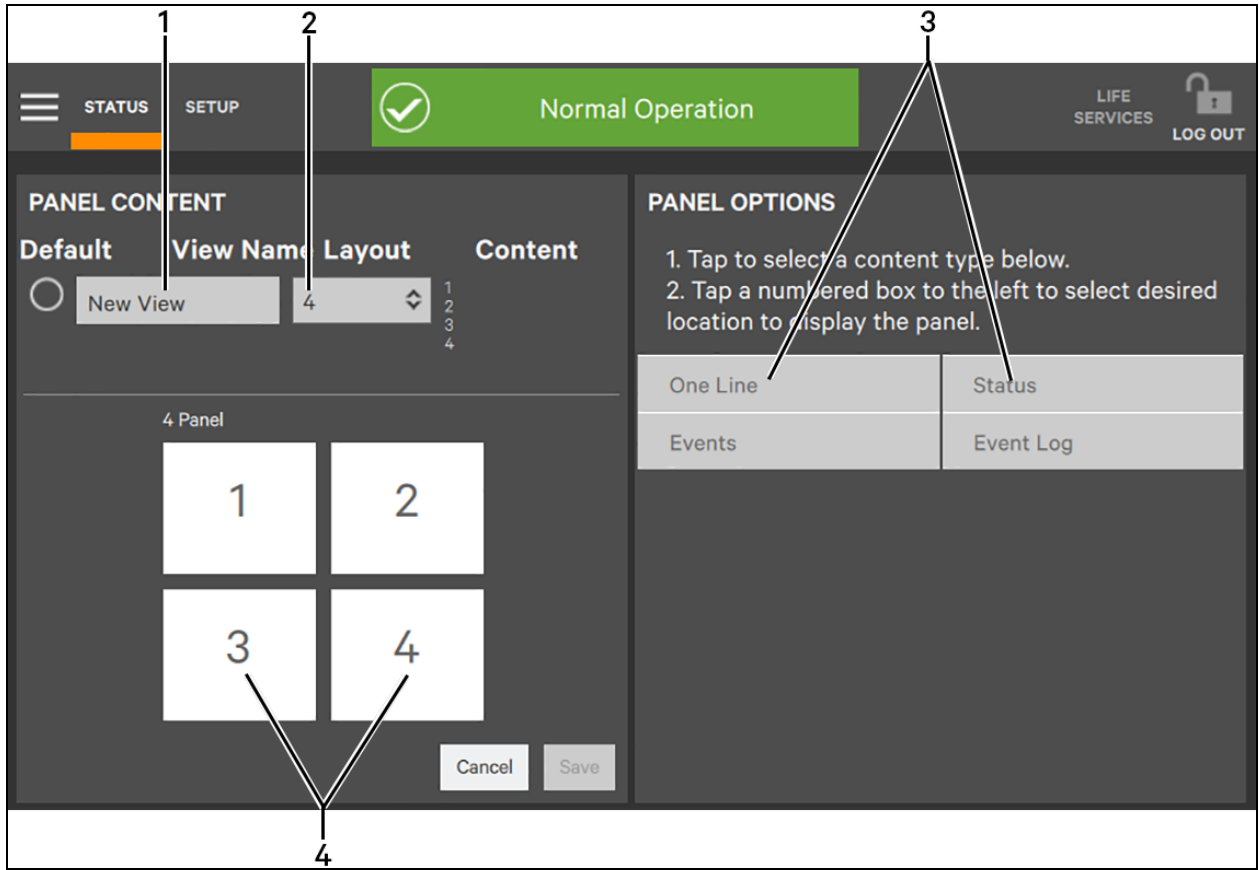 1 2 3
STATUS SETUP
Normal Operation
LIFE
SERVICES
LOG OUT
PANEL CONTENT
Default View Name Layout Content
New View 4
1
2
3
4
4 Panel
1 2
3 4
Cancel Save
4
PANEL OPTIONS
1. Tap to select a content type below.
2. Tap a numbered box to the left to select desired
location to display the panel.
One Line Status
Events Event Log